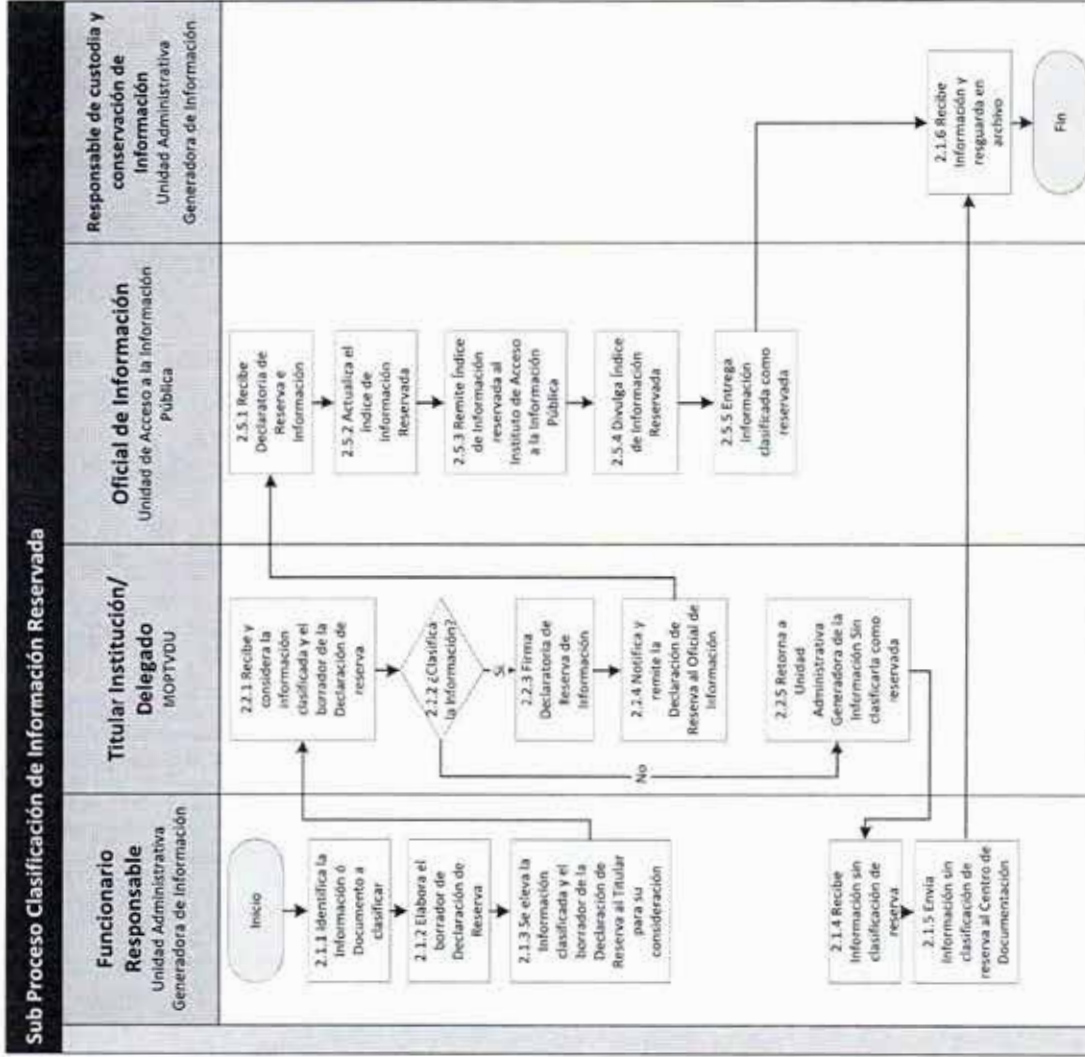 Sub Proceso Clasificación de Información Reservada
Funcionario
Responsable
Unidad Administrativa
Generadora de Información
Titular Institución/
Delegado
MOPTVDU
Oficial de Información
Unidad de Acceso a la Información
Pública
Responsable de custodia y
conservación de
Información
Unidad Administrativa
Generadora de Información
Inicio
2.1.1 Identifica la
Información ó
Documento a
clasificar
2.1.2 Elabora el
borrador de
Declaración de
Reserva
2.1.3 Se eleva la
Información
clasificada y el
borrador de la
Declaración de
Reserva al Titular
para su
consideración
2.2.1 Recibe y
considera la
información
clasificada y el
borrador de la
Declaración de
reserva
2.2.2 ¿Clasifica
la Información?
Si
No
2.2.3 Firma
Declaratoria de
Reserva de
Información
2.2.4 Notifica y
remite la
Declaración de
Reserva al Oficial de
Información
2.2.5 Retorna a
Unidad
Administrativa
Generadora de la
Información Sin
clasificarla como
reservada
2.1.4 Recibe
Información sin
clasificación de
reserva
2.1.5 Envía
Información sin
clasificación de
reserva al Centro de
Documentación
2.5.1 Recibe
Declaratoria de
Reserva e
Información
2.5.2 Actualiza el
índice de
Información
Reservada
2.5.3 Remite Índice
de Información
reservada al
Instituto de Acceso
a la Información
Pública
2.5.4 Divulga Índice
de Información
Reservada
2.5.5 Entrega
Información
clasificada como
reservada
2.1.6 Recibe
Información y
resguarda en
archivo
Fin